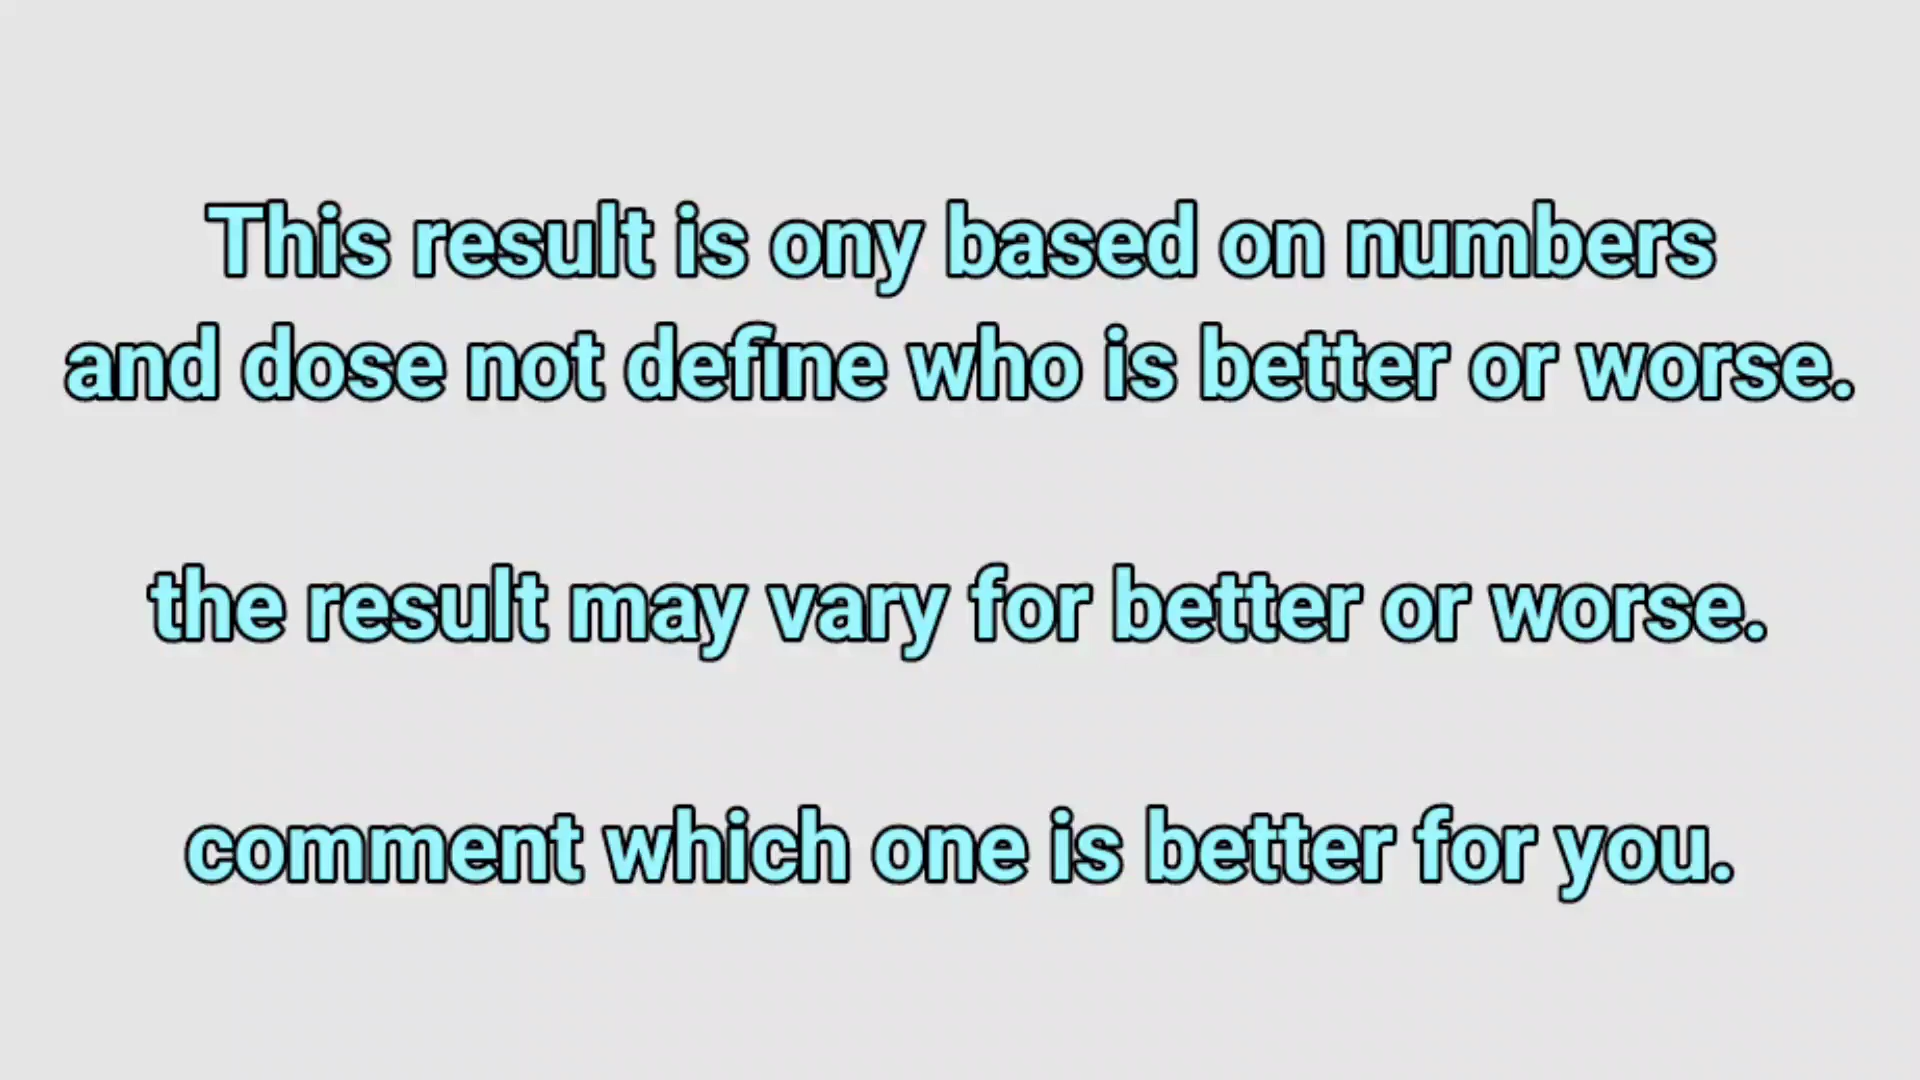 This result is ony based on numbers
and dose not define who is better or worse.
the result may vary for better or worse.
comment which one is better for you.